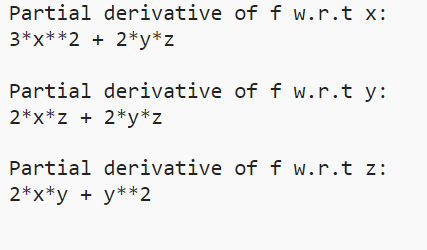 Partial derivative of f w.r.t x:
3*x**2 + 2*y*z
Partial derivative of f w.r.t y:
2*x*z + 2*y*z
Partial derivative of f w.r.t z:
2*x*y + y**2